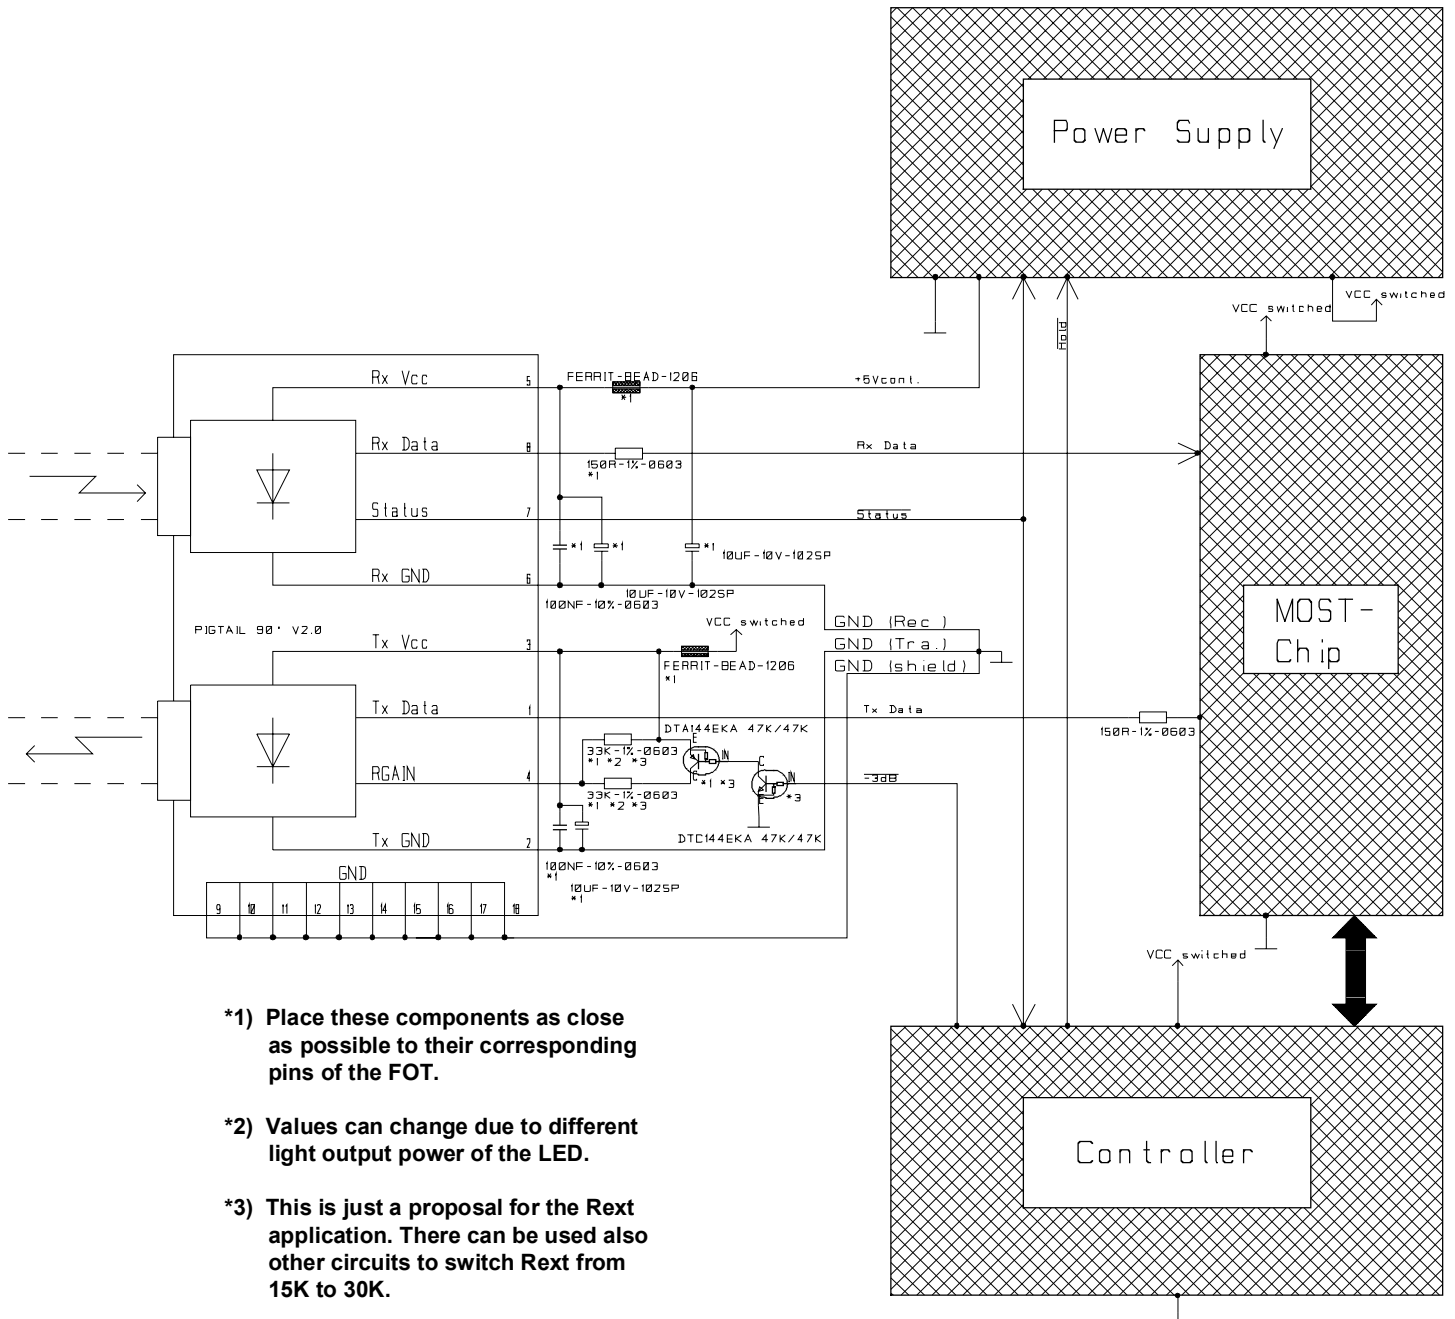 Power Supply
VCC switched
VCC switched
Hold
Rx Vcc
5
FERRIT-BEAD-1206
*1
+5Vcont.
Rx Data
8
150R-1%-0603
*1
Rx Data
Status
7
Status
*1
*1
*1
10UF-10V-1025P
Rx GND
6
10UF-10V-1025P
100NF-10%-0603
PIGTAIL 90° V2.0
VCC switched
GND (Rec)
GND (Tra.)
GND (shield)
Tx Vcc
3
FERRIT-BEAD-1206
*1
MOST-
Chip
Tx Data
1
Tx Data
150R-1%-0603
DTA144EKA 47K/47K
33K-1%-0603
*1 *2 *3
E
IN
C
*1 *3
RGAIN
4
33K-1%-0603
*1 *2 *3
C
IN
E
*3
-3dB
Tx GND
2
DTC144EKA 47K/47K
100NF-10%-0603
*1
10UF-10V-1025P
*1
GND
9 10 11 12 13 14 15 16 17 18
VCC switched
*1) Place these components as close
as possible to their corresponding
pins of the FOT.
*2) Values can change due to different
light output power of the LED.
*3) This is just a proposal for the Rext
application. There can be used also
other circuits to switch Rext from
15K to 30K.
Controller